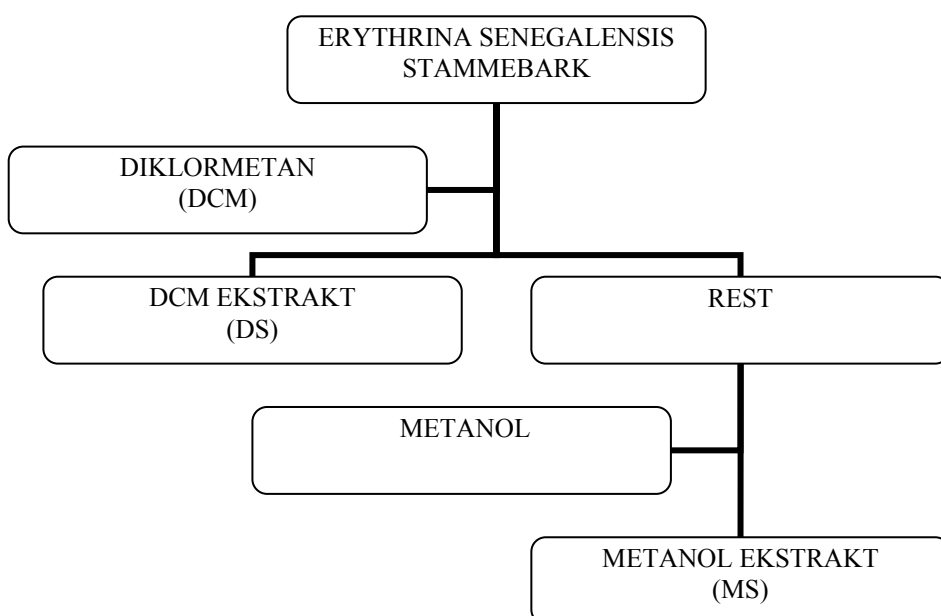 ERYTHRINA SENEGALENSIS
STAMMEBARK
DIKLORMETAN
(DCM)
DCM EKSTRAKT
(DS)
REST
METANOL
METANOL EKSTRAKT
(MS)